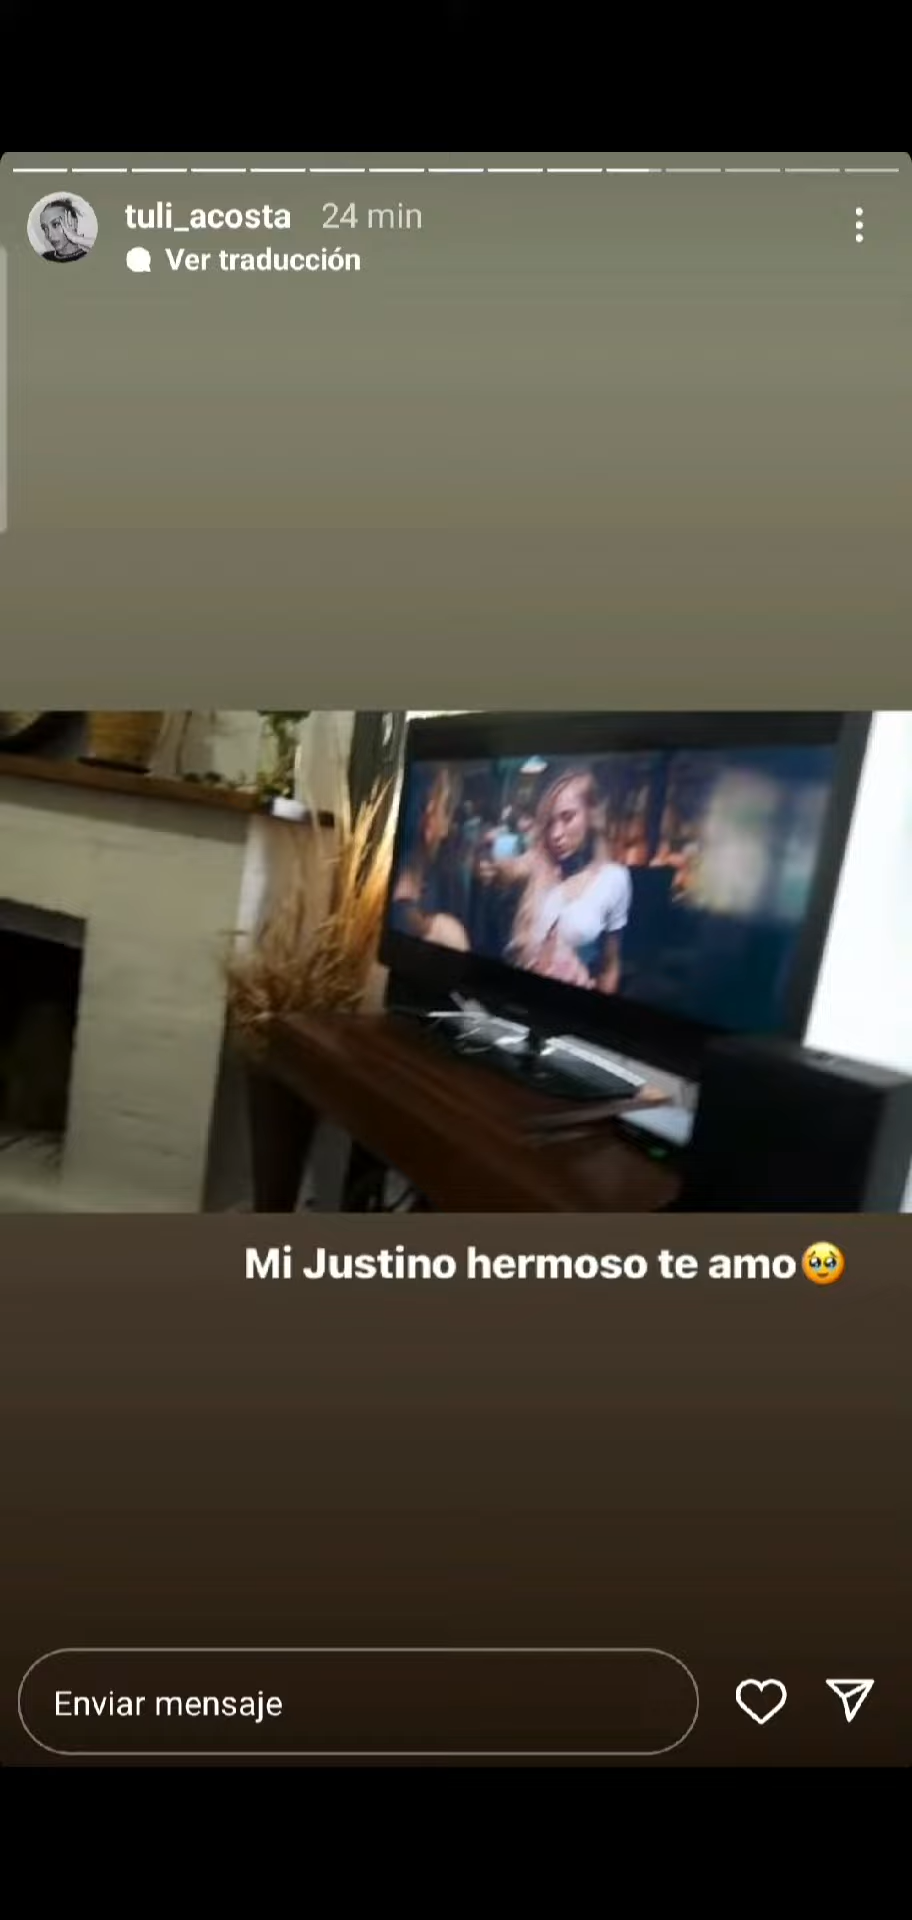 tuli_acosta 24 min
Ver traducción
Mi Justino hermoso te amo🥹
Enviar mensaje